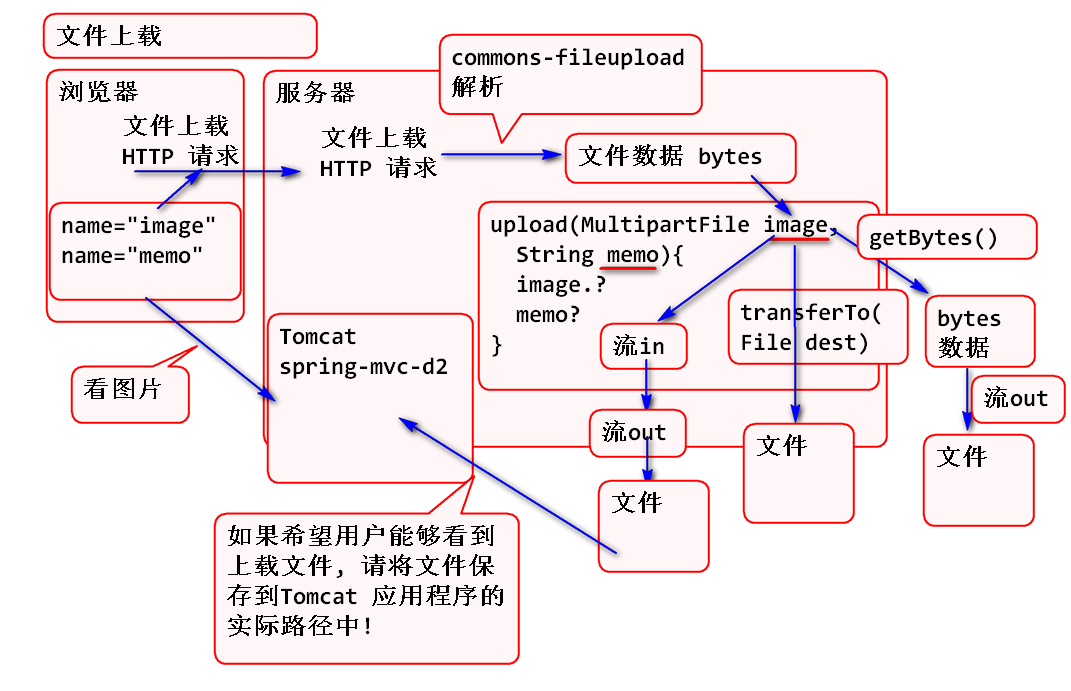 文件上载
浏览器
文件上载
HTTP 请求
name="image"
name="memo"
看图片
服务器
文件上载
HTTP 请求
commons-fileupload
解析
文件数据 bytes
upload(MultipartFile image,
String memo){
image.?
memo?
}
getBytes()
transferTo(
File dest)
bytes
数据
流in
流out
流out
文件
文件
文件
Tomcat
spring-mvc-d2
如果希望用户能够看到
上载文件, 请将文件保
存到Tomcat 应用程序的
实际路径中!